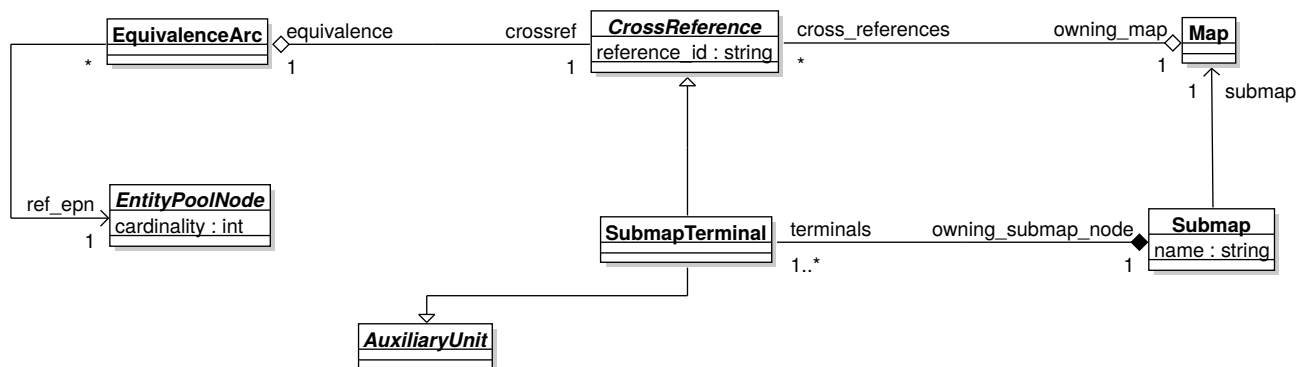 EquivalenceArc
equivalence
crossref
CrossReference
reference_id : string
cross_references
owning_map
Map
*
1
1
*
1
1
submap
ref_epn
1
EntityPoolNode
cardinality : int
SubmapTerminal
terminals
owning_submap_node
Submap
name : string
1..*
1
AuxiliaryUnit